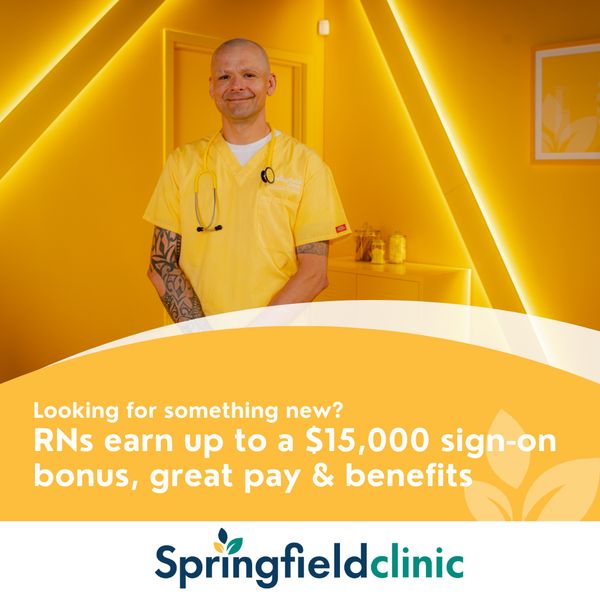 Looking for something new?
RNs earn up to a $15,000 sign-on
bonus, great pay & benefits
Springfieldclinic